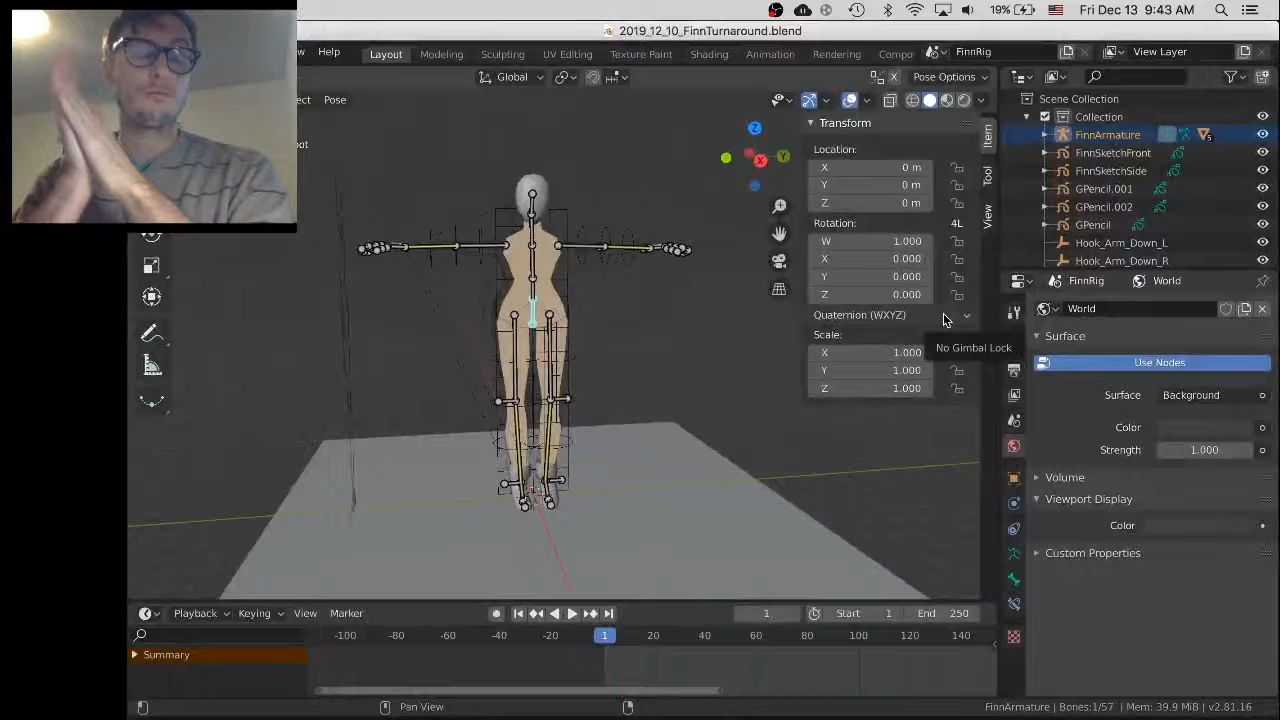 19% Fri Dec 13 9:43 AM
2019_12_10_FinnTurnaround.blend
Help Layout Modeling Sculpting UV Editing Texture Paint Shading Animation Rendering Compo FinnRig View Layer
Global Pose Options
ect Pose
oot
Transform
Location:
X 0 m
Y 0 m
Z 0 m
Rotation: 4L
W 1.000
X 0.000
Y 0.000
Z 0.000
Quaternion (WXYZ)
Scale:
X 1.000
Y 1.000
Z 1.000
No Gimbal Lock
Item
Tool
View
Z
Y
X
Scene Collection
Collection
FinnArmature 5
FinnSketchFront
FinnSketchSide
GPencil.001
GPencil.002
GPencil
Hook_Arm_Down_L
Hook_Arm_Down_R
FinnRig World
World
Surface
Use Nodes
Surface Background
Color
Strength 1.000
Volume
Viewport Display
Color
Custom Properties
Playback Keying View Marker 1 Start 1 End 250
-100 -80 -60 -40 -20 1 20 40 60 80 100 120 140
Summary
Pan View
FinnArmature | Bones:1/57 | Mem: 39.9 MiB | v2.81.16